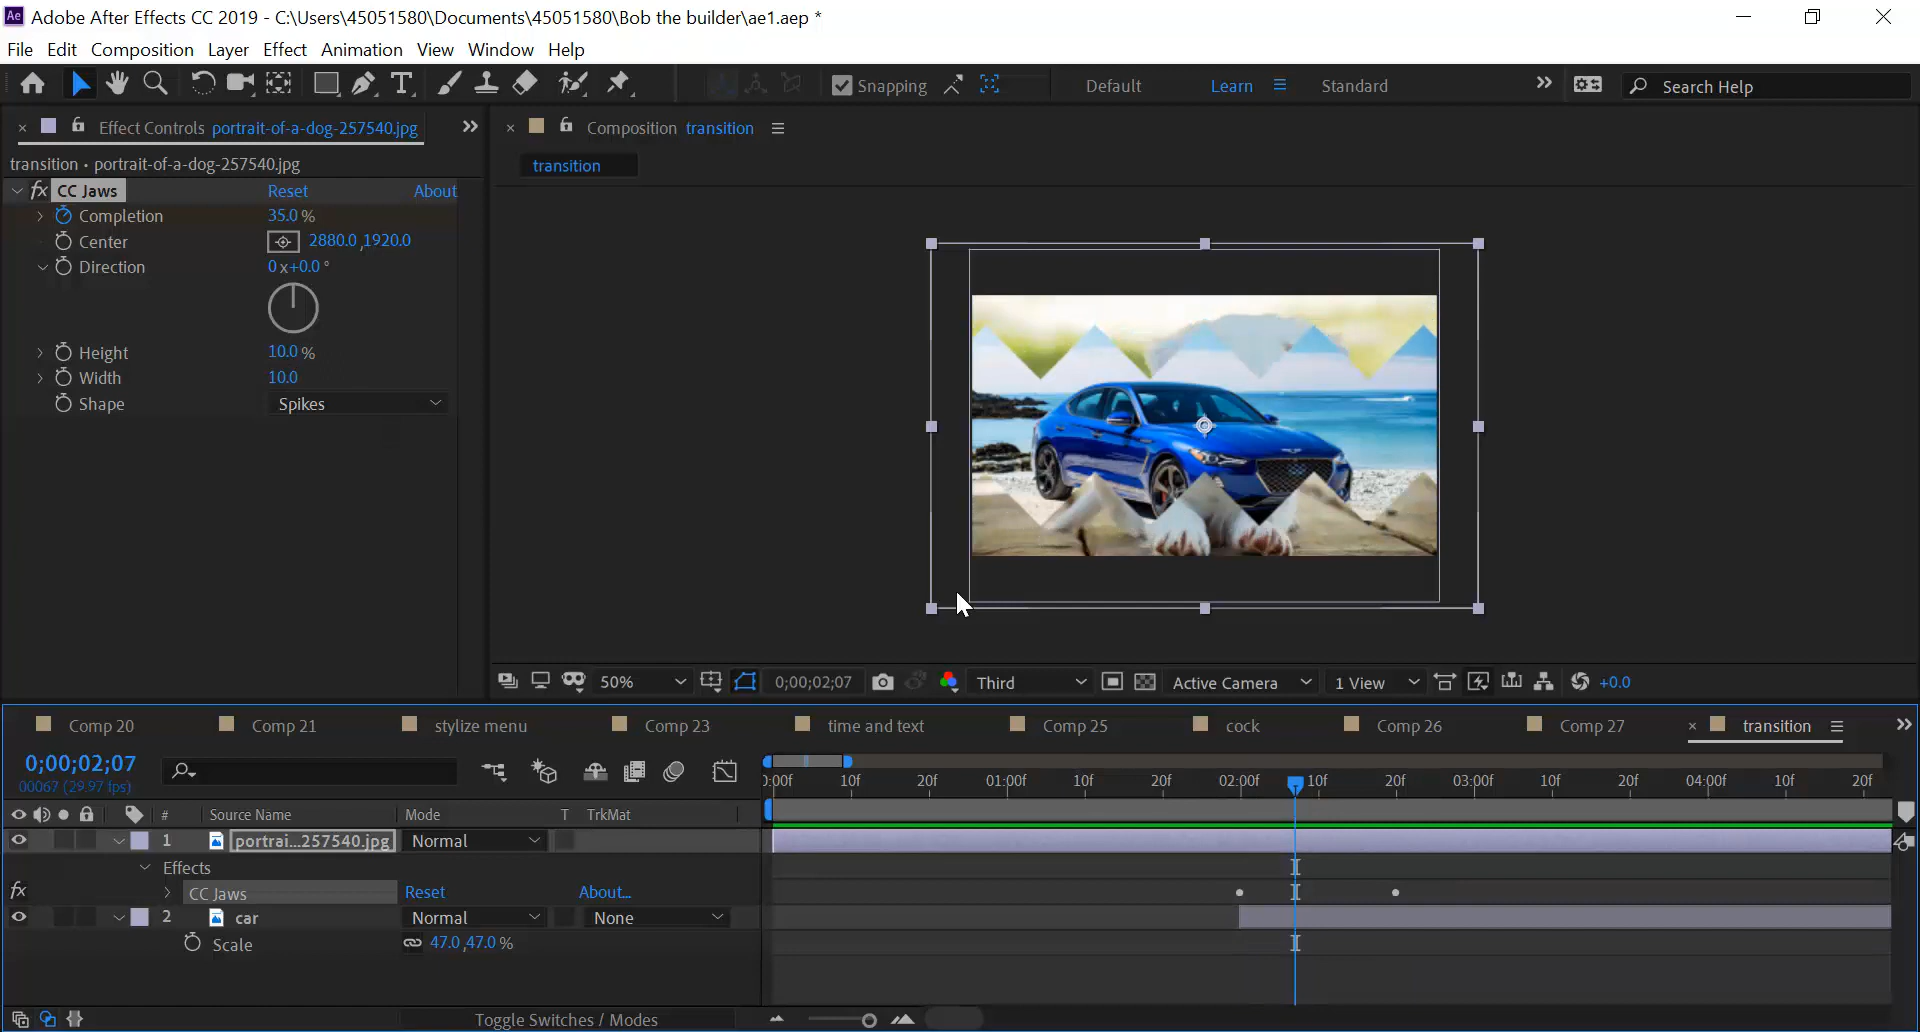 Ae Adobe After Effects CC 2019 - C:\Users\45051580\Documents\45051580\Bob the builder\ae1.aep *
File Edit Composition Layer Effect Animation View Window Help
Snapping Default Learn Standard Search Help
Effect Controls portrait-of-a-dog-257540.jpg
Composition transition
transition • portrait-of-a-dog-257540.jpg
transition
fx CC Jaws Reset About
Completion 35.0 %
Center 2880.0 ,1920.0
Direction 0 x+0.0 °
Height 10.0 %
Width 10.0
Shape Spikes
50% 0;00;02;07 Third Active Camera 1 View +0.0
Comp 20 Comp 21 stylize menu Comp 23 time and text Comp 25 cock Comp 26 Comp 27 transition
0;00;02;07
00067 (29.97 fps)
0:00f 10f 20f 01:00f 10f 20f 02:00f 10f 20f 03:00f 10f 20f 04:00f 10f 20f
# Source Name Mode T TrkMat
1 portrai...257540.jpg Normal
Effects
fx CC Jaws Reset About...
2 car Normal None
Scale 47.0 ,47.0 %
Toggle Switches / Modes